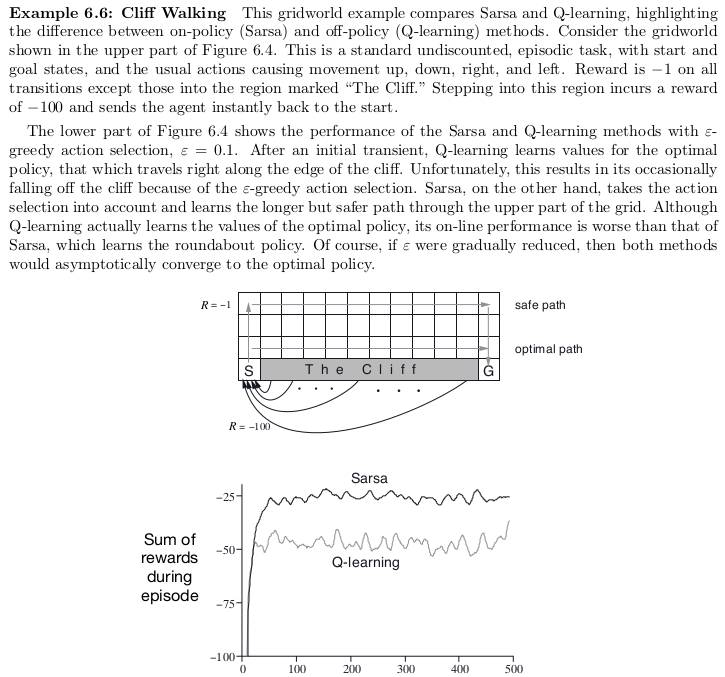 Example 6.6: Cliff Walking This gridworld example compares Sarsa and Q-learning, highlighting
the difference between on-policy (Sarsa) and off-policy (Q-learning) methods. Consider the gridworld
shown in the upper part of Figure 6.4. This is a standard undiscounted, episodic task, with start and
goal states, and the usual actions causing movement up, down, right, and left. Reward is −1 on all
transitions except those into the region marked “The Cliff.” Stepping into this region incurs a reward
of −100 and sends the agent instantly back to the start.
The lower part of Figure 6.4 shows the performance of the Sarsa and Q-learning methods with ε-
greedy action selection, ε = 0.1. After an initial transient, Q-learning learns values for the optimal
policy, that which travels right along the edge of the cliff. Unfortunately, this results in its occasionally
falling off the cliff because of the ε-greedy action selection. Sarsa, on the other hand, takes the action
selection into account and learns the longer but safer path through the upper part of the grid. Although
Q-learning actually learns the values of the optimal policy, its on-line performance is worse than that of
Sarsa, which learns the roundabout policy. Of course, if ε were gradually reduced, then both methods
would asymptotically converge to the optimal policy.
R = −1
safe path
optimal path
S The Cliff G
. . . . . .
R = −100
Sarsa
−25
Sum of
rewards
during
episode
−50
Q-learning
−75
−100
0 100 200 300 400 500